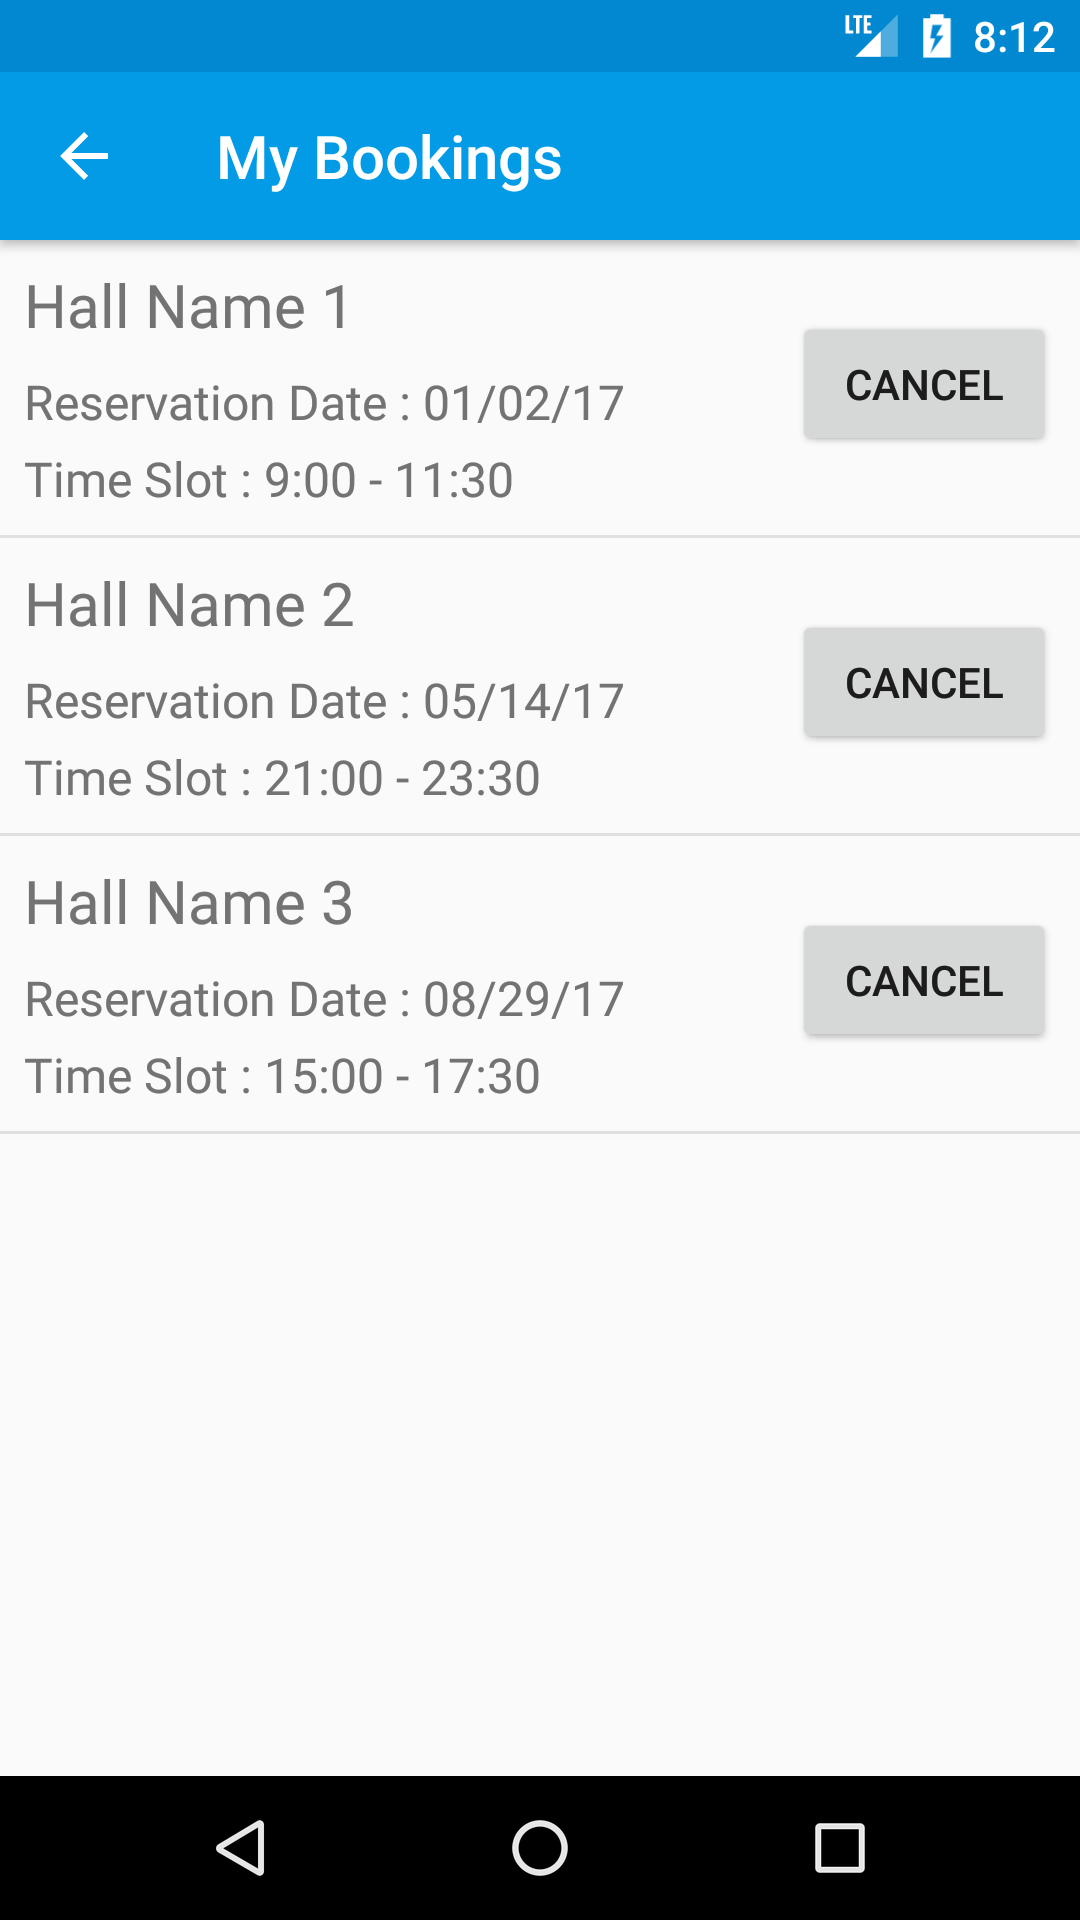 LTE 8:12
My Bookings
Hall Name 1
Reservation Date : 01/02/17
Time Slot : 9:00 - 11:30
CANCEL
Hall Name 2
Reservation Date : 05/14/17
Time Slot : 21:00 - 23:30
CANCEL
Hall Name 3
Reservation Date : 08/29/17
Time Slot : 15:00 - 17:30
CANCEL